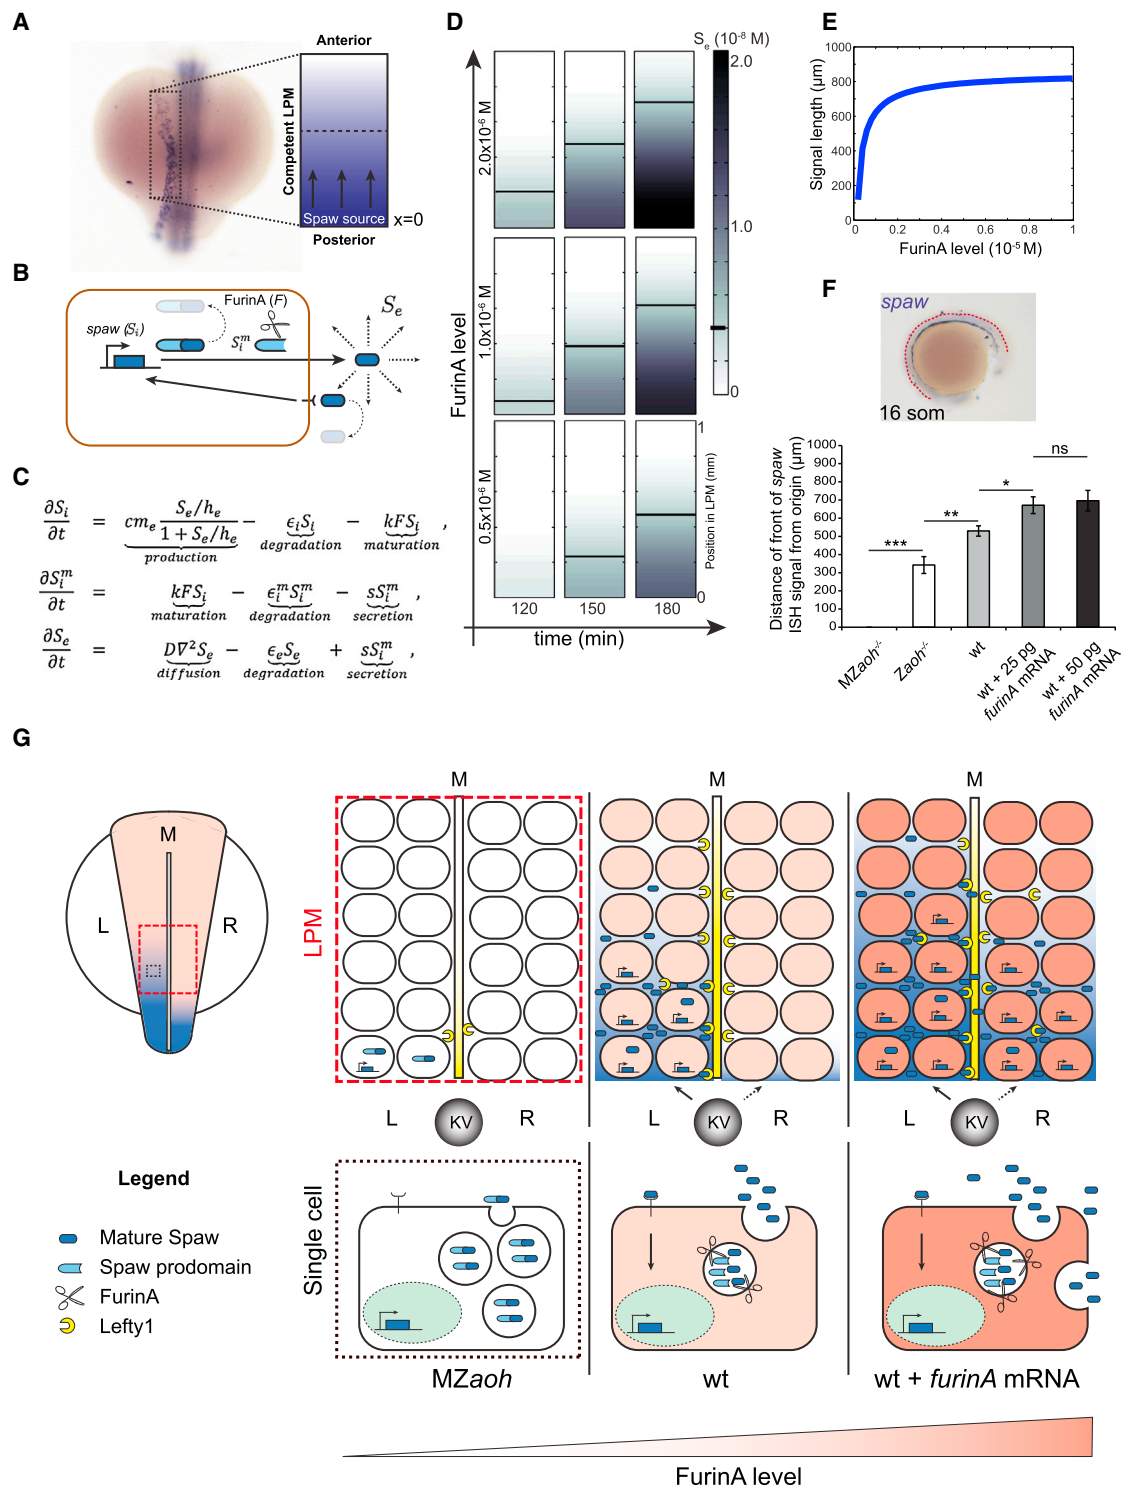 A
Anterior
Competent LPM
Spaw source
x=0
Posterior
B
FurinA (F)
spaw (Sᵢ)
Sᵢᵐ
Sₑ
C
∂Sᵢ/∂t = cmₑ (Sₑ/hₑ)/(1 + Sₑ/hₑ) − ϵᵢSᵢ − kFSᵢ ,
production degradation maturation
∂Sᵢᵐ/∂t = kFSᵢ − ϵᵢᵐSᵢᵐ − sSᵢᵐ ,
maturation degradation secretion
∂Sₑ/∂t = D∇²Sₑ − ϵₑSₑ + sSᵢᵐ ,
diffusion degradation secretion
D
Sₑ (10⁻⁸ M)
2.0
1.0
0
FurinA level
2.0x10⁻⁶ M
1.0x10⁻⁶ M
0.5x10⁻⁶ M
1
Position in LPM (mm)
0
120 150 180
time (min)
E
Signal length (μm)
1000
800
600
400
200
0
0 0.2 0.4 0.6 0.8 1
FurinA level (10⁻⁵ M)
F
spaw
16 som
Distance of front of spaw
ISH signal from origin (μm)
1000
900
800
700
600
500
400
300
200
100
0
***
**
*
ns
MZaoh⁻/⁻
Zaoh⁻/⁻
wt
wt + 25 pg
furinA mRNA
wt + 50 pg
furinA mRNA
G
M
L R
LPM
M M M
L KV R
L KV R
L KV R
Legend
Mature Spaw
Spaw prodomain
FurinA
Lefty1
Single cell
MZaoh
wt
wt + furinA mRNA
FurinA level